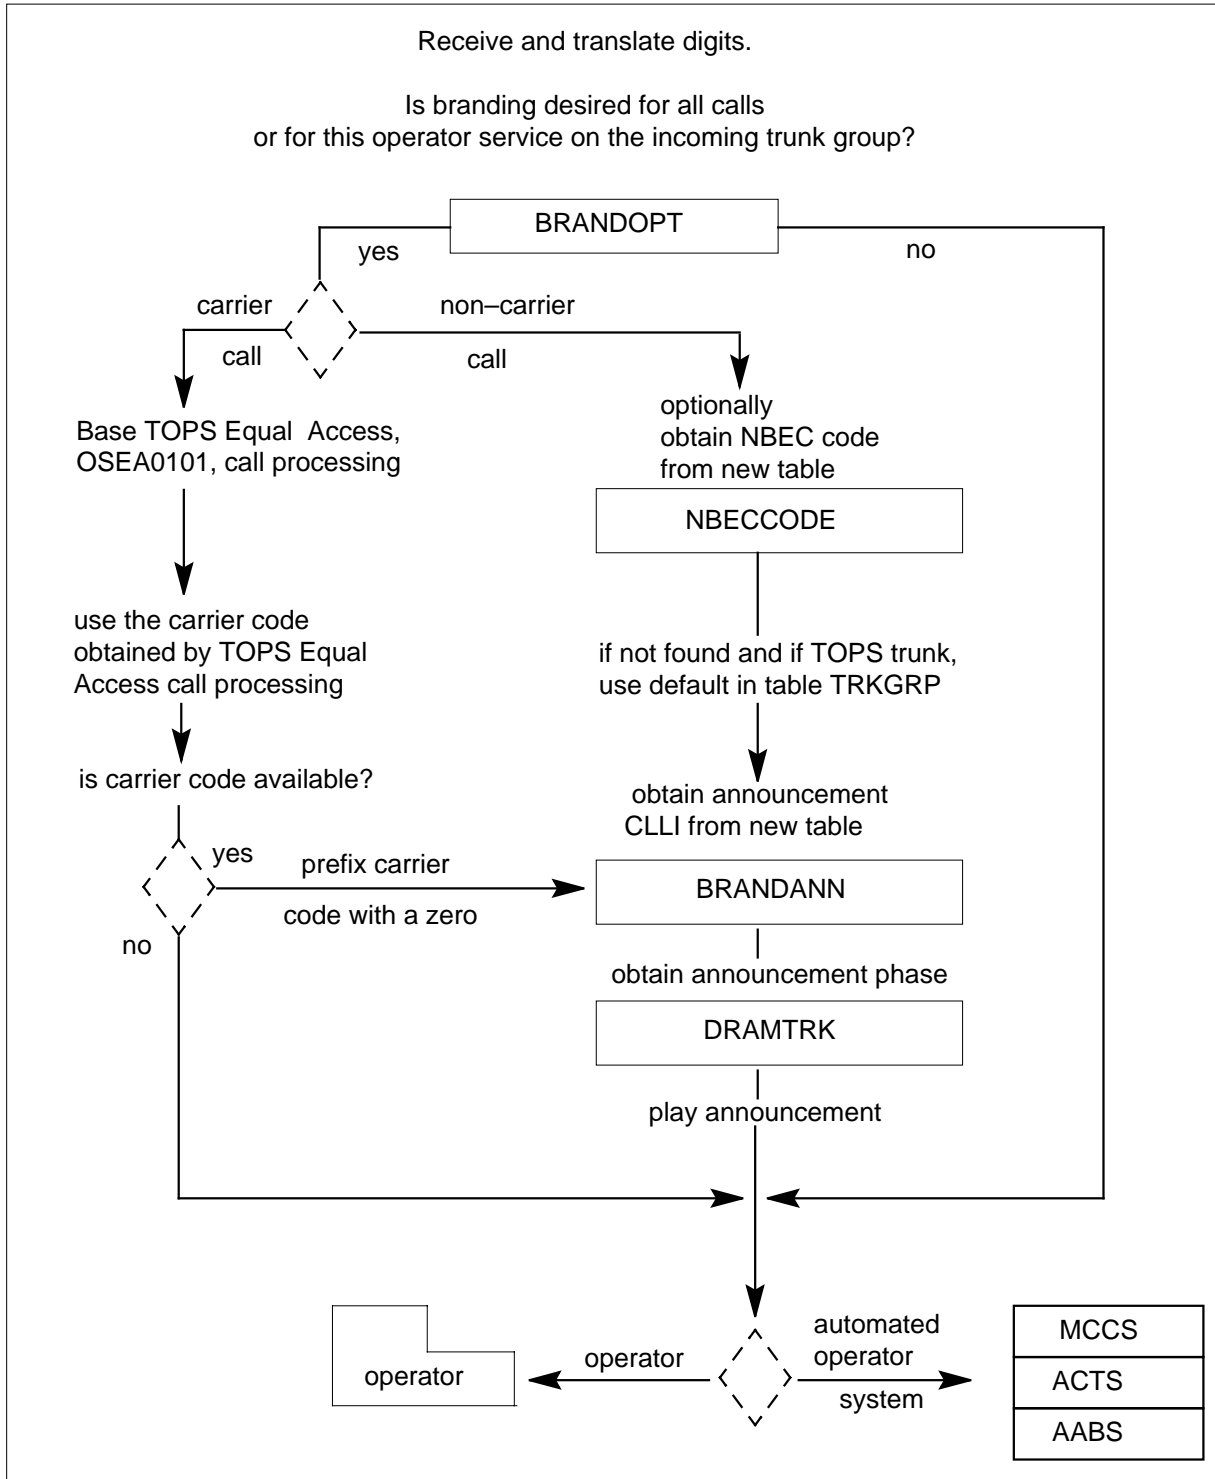 Receive and translate digits.
Is branding desired for all calls
or for this operator service on the incoming trunk group?
BRANDOPT
yes
no
carrier
call
non–carrier
call
Base TOPS Equal Access,
OSEA0101, call processing
optionally
obtain NBEC code
from new table
NBECCODE
use the carrier code
obtained by TOPS Equal
Access call processing
if not found and if TOPS trunk,
use default in table TRKGRP
is carrier code available?
obtain announcement
CLLI from new table
yes
prefix carrier
code with a zero
no
BRANDANN
obtain announcement phase
DRAMTRK
play announcement
operator
operator
automated
operator
system
MCCS
ACTS
AABS